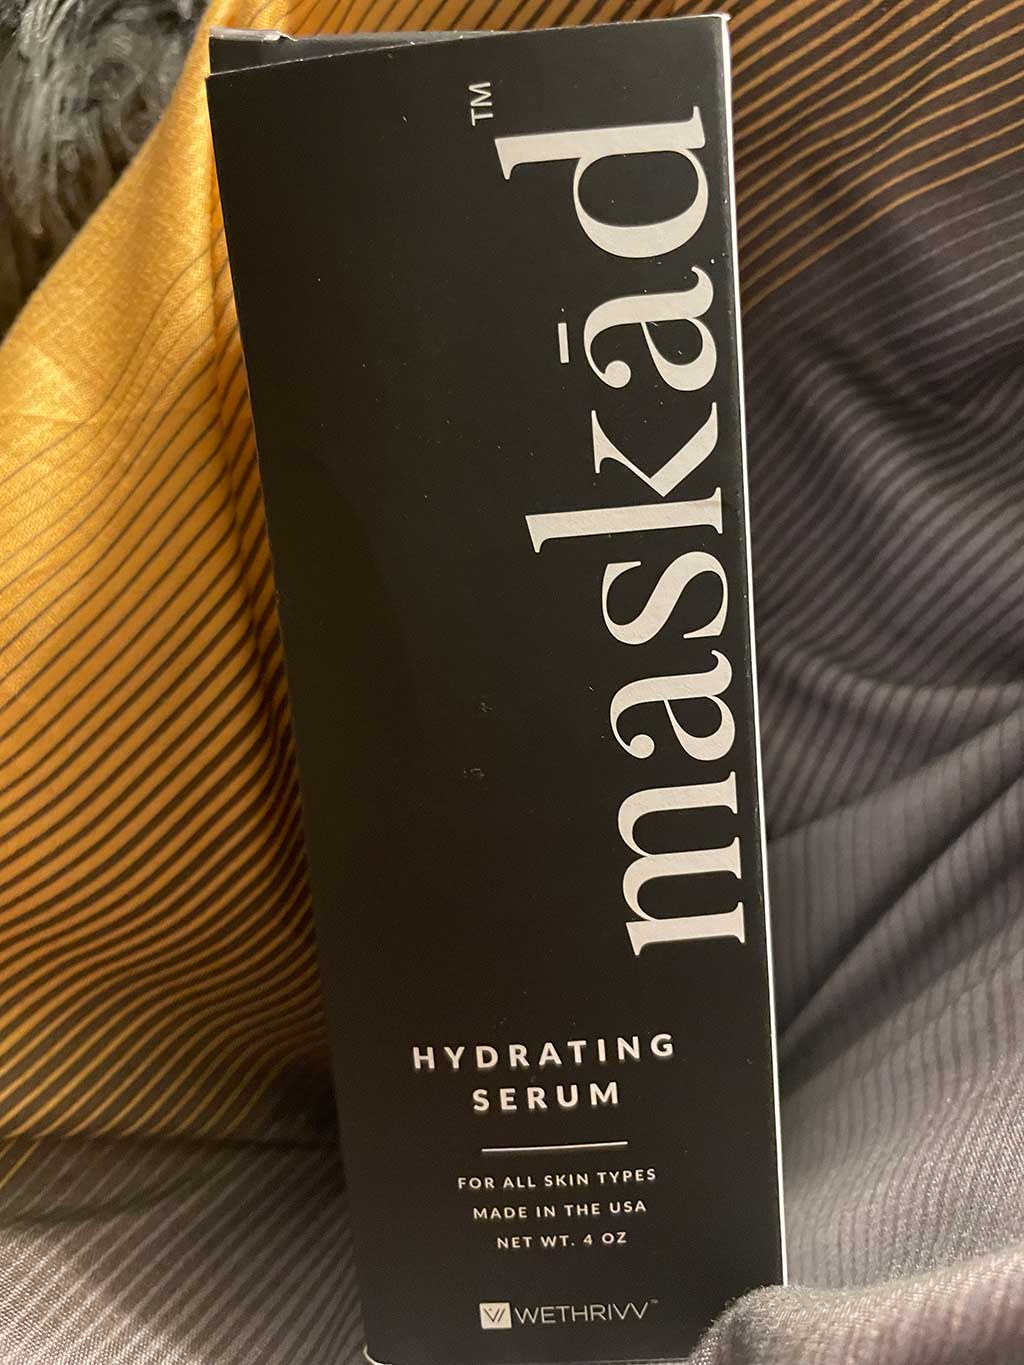 maskād™
HYDRATING
SERUM
FOR ALL SKIN TYPES
MADE IN THE USA
NET WT. 4 OZ
WETHRIVV™